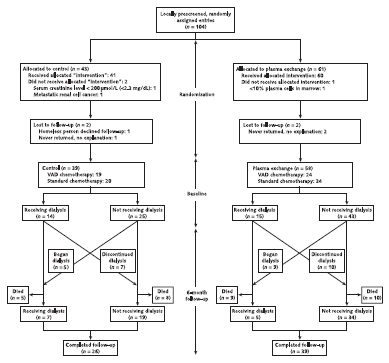 Locally prescreened, randomly
assigned entries
(n = 104)
Allocated to control (n = 43)
Received allocated "intervention": 41
Did not receive allocated "intervention": 2
Serum creatinine level < 200 μmol/L (<2.3 mg/dL): 1
Metastatic renal cell cancer: 1
Allocated to plasma exchange (n = 61)
Received allocated intervention: 60
Did not receive allocated intervention: 1
<10% plasma cells in marrow: 1
Randomization
Lost to follow-up (n = 2)
Homeless person declined follow-up: 1
Never returned, no explanation: 1
Lost to follow-up (n = 2)
Never returned, no explanation: 2
Control (n = 39)
VAD chemotherapy: 19
Standard chemotherapy: 20
Plasma exchange (n = 58)
VAD chemotherapy: 24
Standard chemotherapy: 34
Baseline
Receiving dialysis
(n = 14)
Not receiving dialysis
(n = 25)
Receiving dialysis
(n = 15)
Not receiving dialysis
(n = 43)
Began
dialysis
(n = 5)
Discontinued
dialysis
(n = 7)
Began
dialysis
(n = 9)
Discontinued
dialysis
(n = 10)
Died
(n = 5)
Died
(n = 8)
6-month
follow-up
Died
(n = 9)
Died
(n = 10)
Receiving dialysis
(n = 7)
Not receiving dialysis
(n = 19)
Receiving dialysis
(n = 5)
Not receiving dialysis
(n = 34)
Completed follow-up
(n = 26)
Completed follow-up
(n = 39)